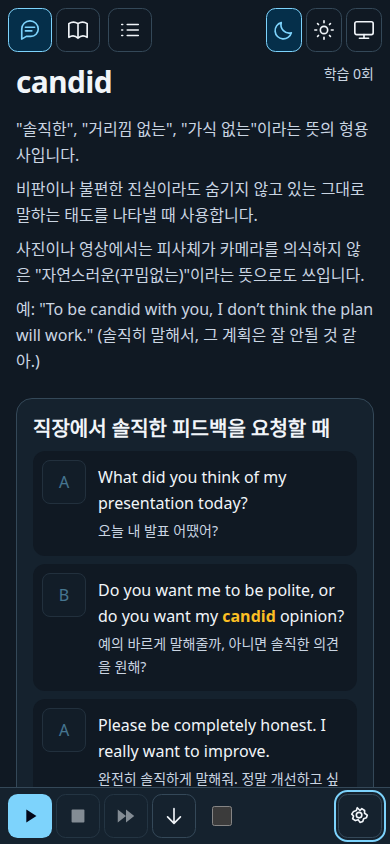 candid
학습 0회
"솔직한", "거리낌 없는", "가식 없는"이라는 뜻의 형용
사입니다.
비판이나 불편한 진실이라도 숨기지 않고 있는 그대로
말하는 태도를 나타낼 때 사용합니다.
사진이나 영상에서는 피사체가 카메라를 의식하지 않
은 "자연스러운(꾸밈없는)"이라는 뜻으로도 쓰입니다.
예: "To be candid with you, I don’t think the plan
will work." (솔직히 말해서, 그 계획은 잘 안될 것 같
아.)
직장에서 솔직한 피드백을 요청할 때
A
What did you think of my
presentation today?
오늘 내 발표 어땠어?
B
Do you want me to be polite, or
do you want my candid opinion?
예의 바르게 말해줄까, 아니면 솔직한 의견
을 원해?
A
Please be completely honest. I
really want to improve.
완전히 솔직하게 말해줘. 정말 개선하고 싶